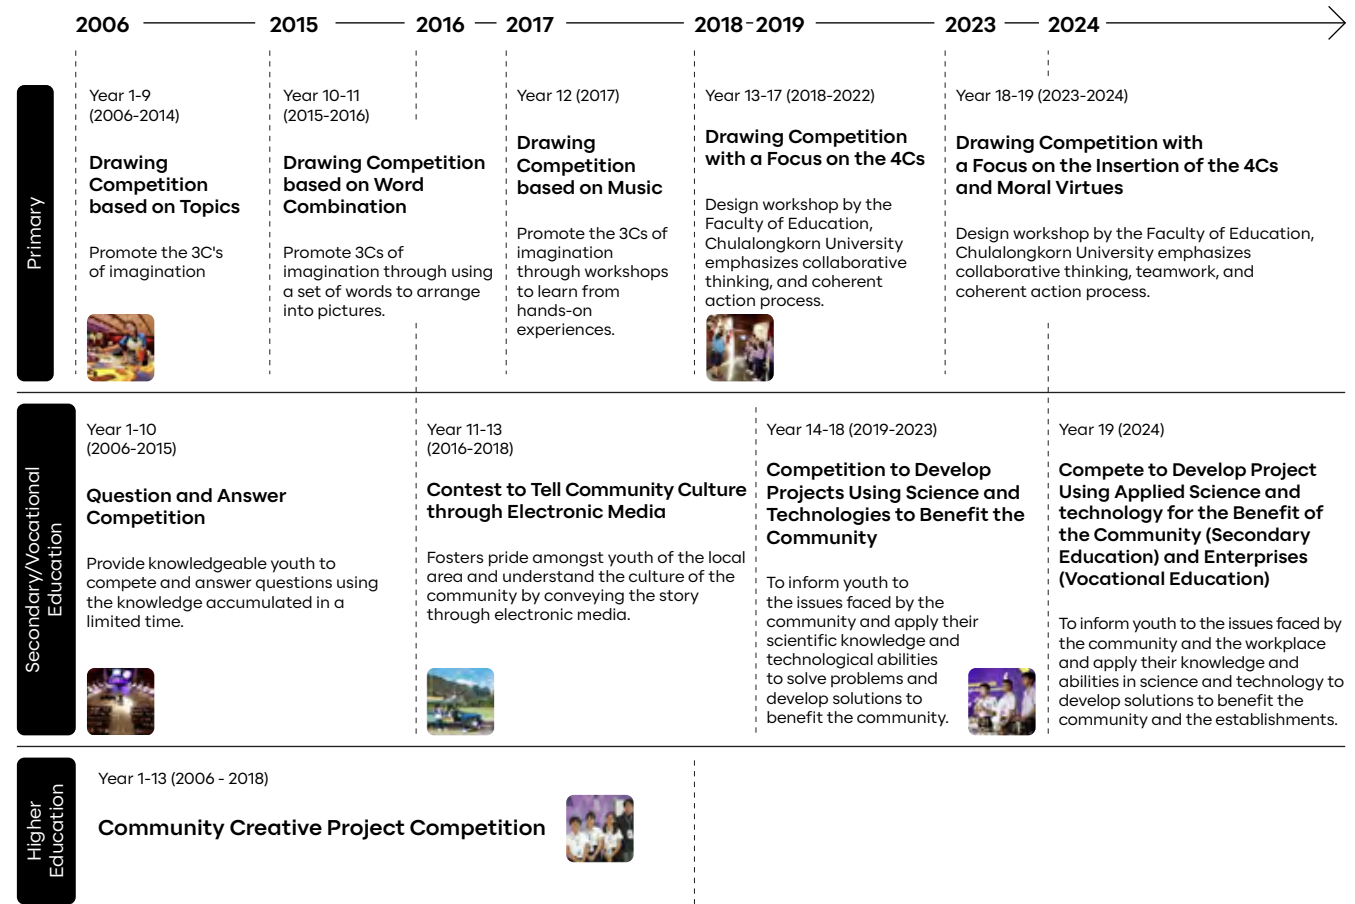 2006
2015
2016
2017
2018-2019
2023
2024
Primary
Year 1-9
(2006-2014)
Drawing
Competition
based on Topics
Promote the 3C's
of imagination
Year 10-11
(2015-2016)
Drawing Competition
based on Word
Combination
Promote 3Cs of
imagination through using
a set of words to arrange
into pictures.
Year 12 (2017)
Drawing
Competition
based on Music
Promote the 3Cs of
imagination
through workshops
to learn from
hands-on
experiences.
Year 13-17 (2018-2022)
Drawing Competition
with a Focus on the 4Cs
Design workshop by the
Faculty of Education,
Chulalongkorn University
emphasizes collaborative
thinking, and coherent
action process.
Year 18-19 (2023-2024)
Drawing Competition with
a Focus on the Insertion of the 4Cs
and Moral Virtues
Design workshop by the Faculty of Education,
Chulalongkorn University emphasizes
collaborative thinking, teamwork, and
coherent action process.
Secondary/Vocational
Education
Year 1-10
(2006-2015)
Question and Answer
Competition
Provide knowledgeable youth to
compete and answer questions using
the knowledge accumulated in a
limited time.
Year 11-13
(2016-2018)
Contest to Tell Community Culture
through Electronic Media
Fosters pride amongst youth of the local
area and understand the culture of the
community by conveying the story
through electronic media.
Year 14-18 (2019-2023)
Competition to Develop
Projects Using Science and
Technologies to Benefit the
Community
To inform youth to
the issues faced by the
community and apply their
scientific knowledge and
technological abilities
to solve problems and
develop solutions to
benefit the community.
Year 19 (2024)
Compete to Develop Project
Using Applied Science and
technology for the Benefit of
the Community (Secondary
Education) and Enterprises
(Vocational Education)
To inform youth to the issues faced by
the community and the workplace
and apply their knowledge and
abilities in science and technology to
develop solutions to benefit the
community and the establishments.
Higher
Education
Year 1-13 (2006 - 2018)
Community Creative Project Competition